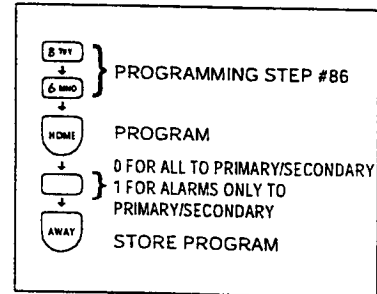 8 TUV
PROGRAMMING STEP #86
6 MNO
HOME PROGRAM
0 FOR ALL TO PRIMARY/SECONDARY
1 FOR ALARMS ONLY TO
PRIMARY/SECONDARY
AWAY STORE PROGRAM